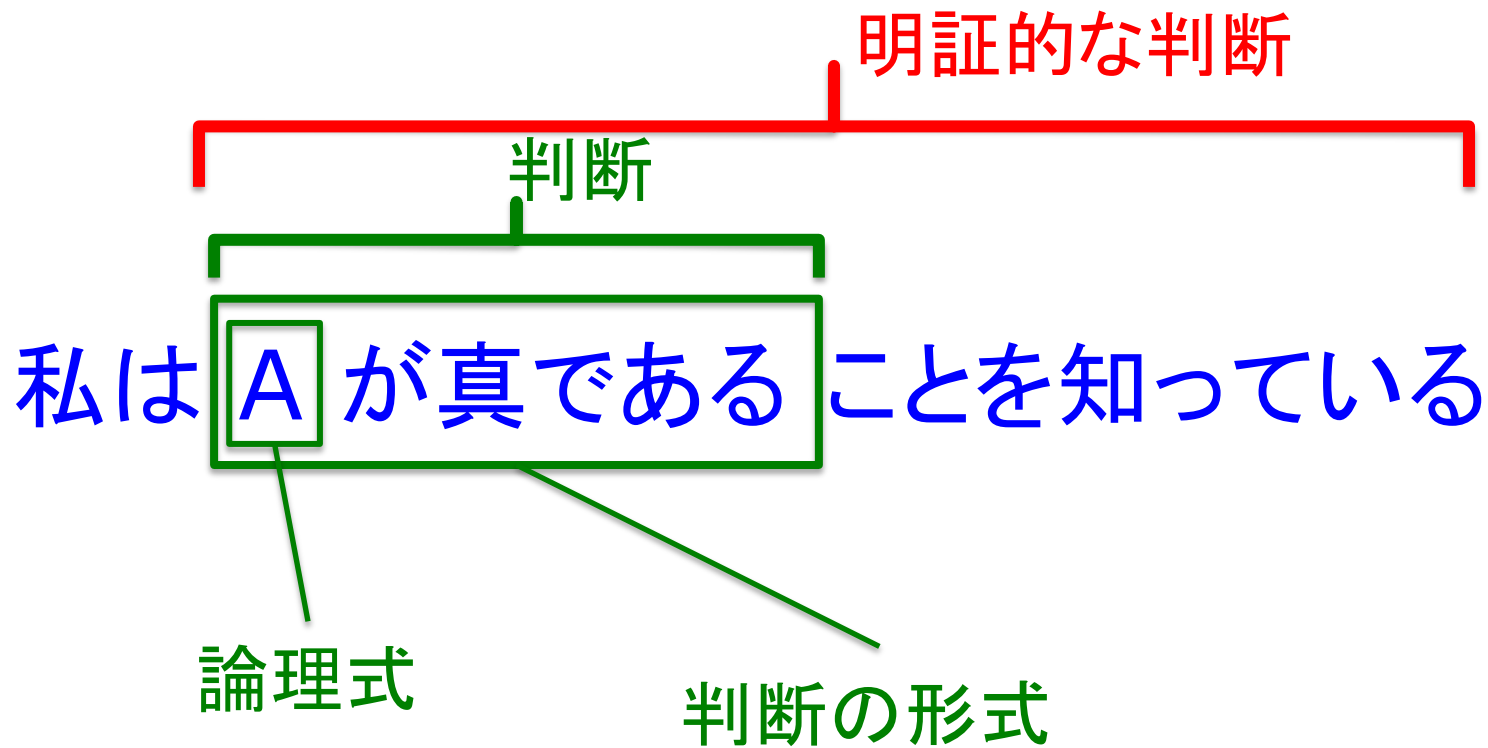 明証的な判断
判断
私は A が真である ことを知っている
論理式
判断の形式